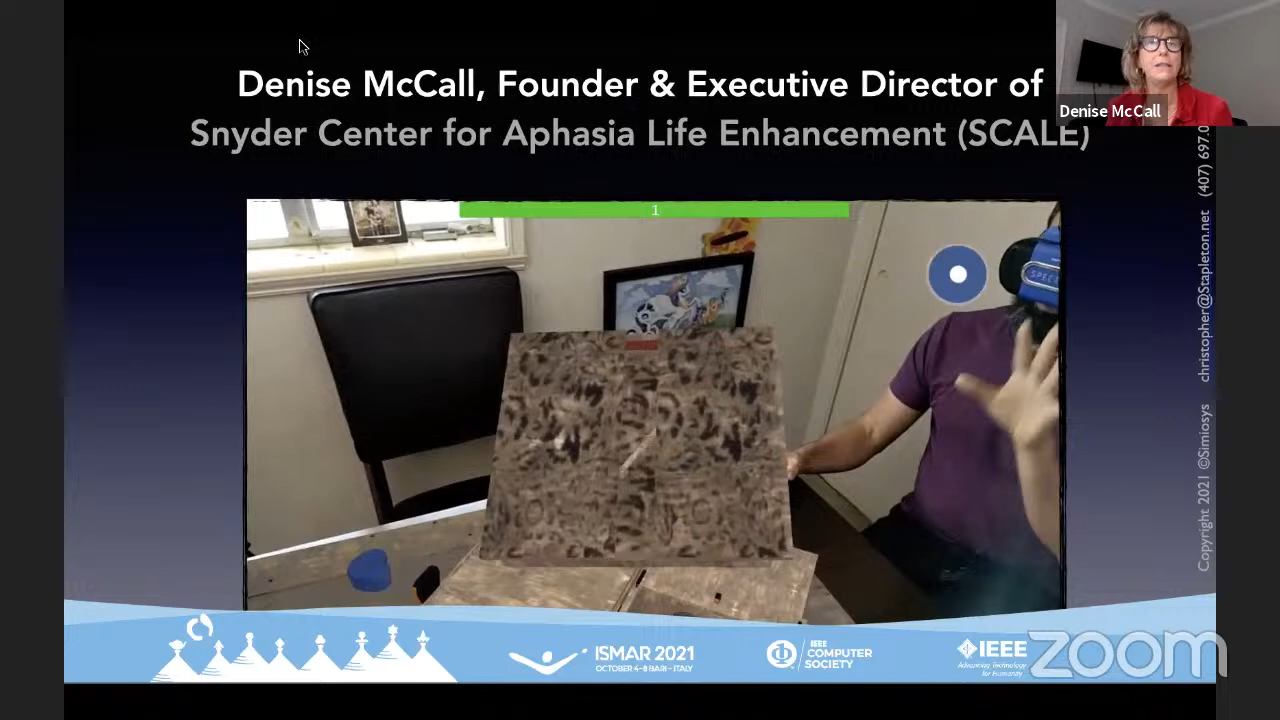 Denise McCall, Founder & Executive Director of
Snyder Center for Aphasia Life Enhancement (SCALE)
Denise McCall
1
SPEC
Copyright 2021 ©Simiosys christopher@Stapleton.net (407) 697.0
ISMAR 2021
OCTOBER 4-8 BARI - ITALY
IEEE
COMPUTER
SOCIETY
IEEE
Advancing Technology
for Humanity
zoom